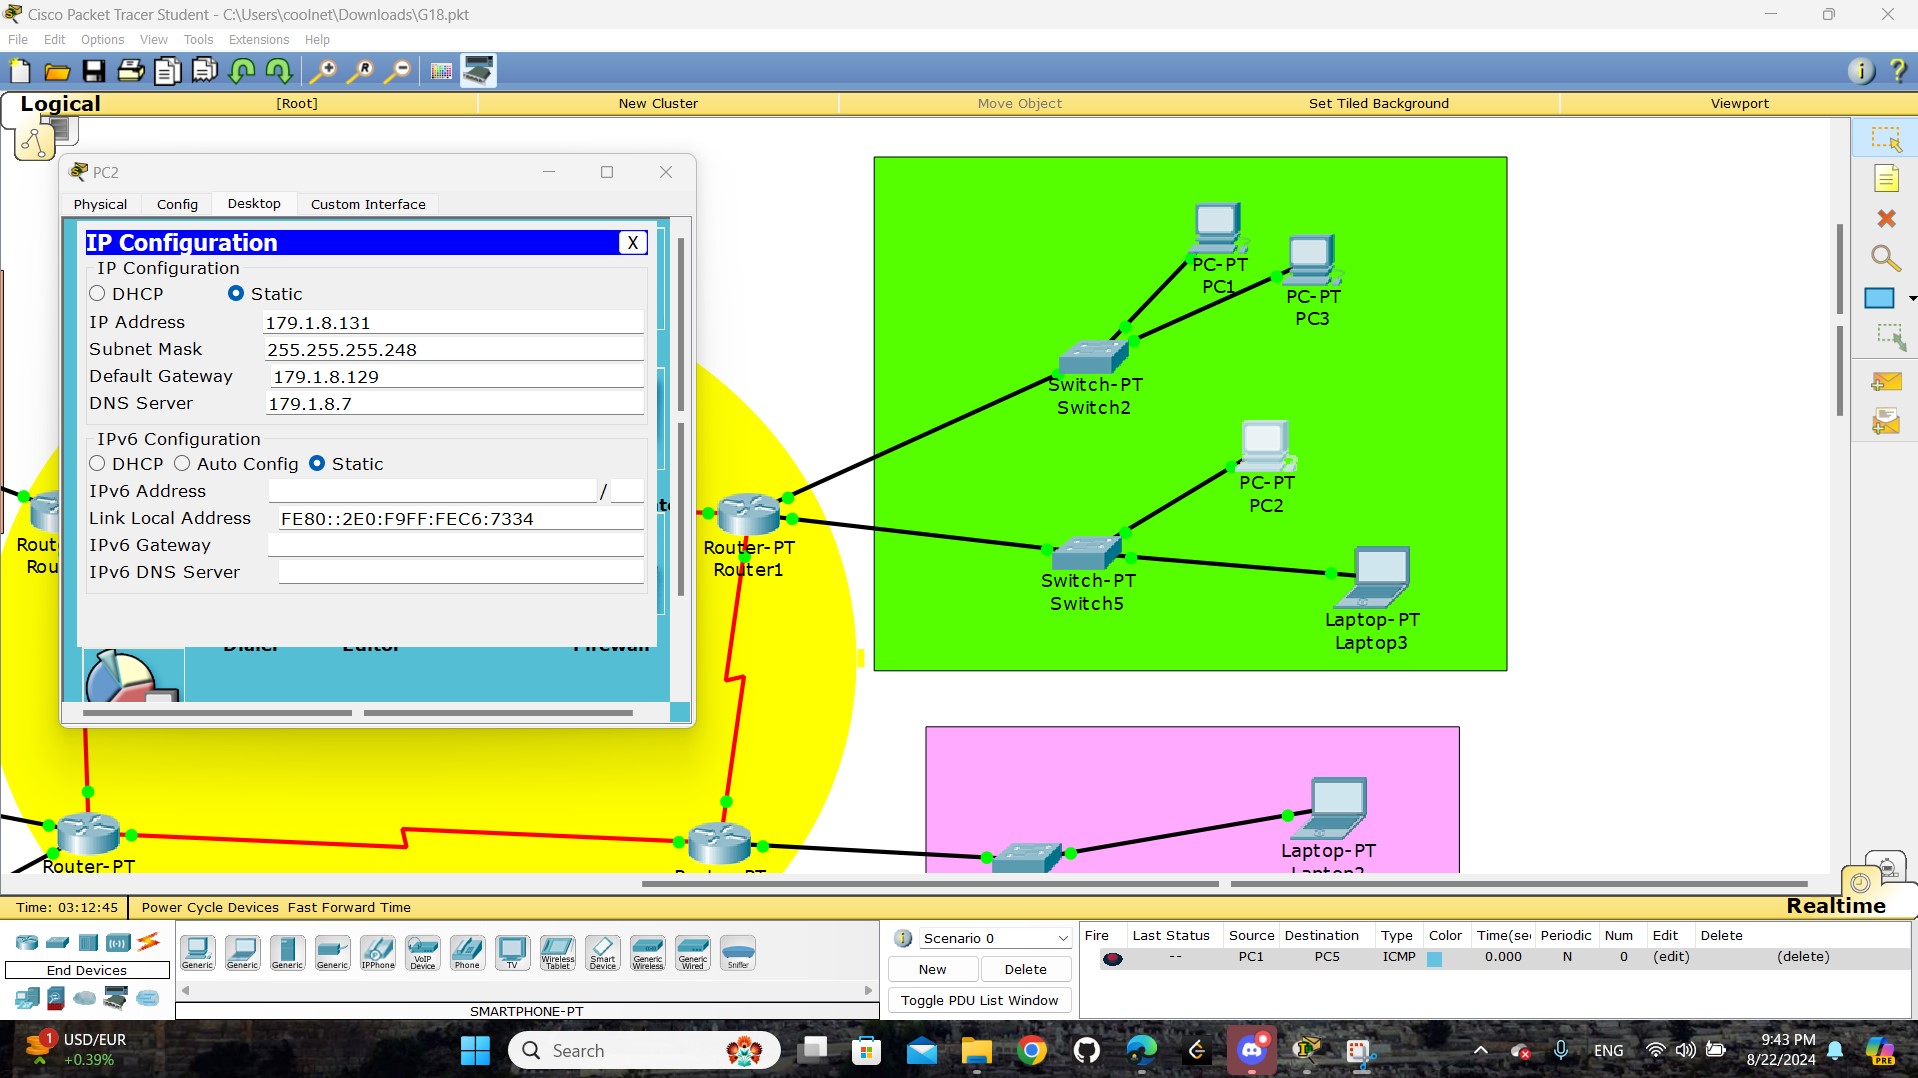 Cisco Packet Tracer Student - C:\Users\coolnet\Downloads\G18.pkt
File Edit Options View Tools Extensions Help
Logical [Root] New Cluster Move Object Set Tiled Background Viewport
PC2
Physical Config Desktop Custom Interface
IP Configuration X
IP Configuration
DHCP Static
IP Address 179.1.8.131
Subnet Mask 255.255.255.248
Default Gateway 179.1.8.129
DNS Server 179.1.8.7
IPv6 Configuration
DHCP Auto Config Static
IPv6 Address /
Link Local Address FE80::2E0:F9FF:FEC6:7334
IPv6 Gateway
IPv6 DNS Server
Dialer Editor Firewall
PC-PT
PC1
PC-PT
PC3
Switch-PT
Switch2
PC-PT
PC2
Router-PT
Router1
Switch-PT
Switch5
Laptop-PT
Laptop3
Rout
Rou
Router-PT
Laptop-PT
Time: 03:12:45 Power Cycle Devices Fast Forward Time Realtime
End Devices
Generic Generic Generic Generic IPPhone VoIP Device Phone TV Wireless Tablet Smart Device Generic Wireless Generic Wired Sniffer
SMARTPHONE-PT
Scenario 0
New Delete
Toggle PDU List Window
Fire Last Status Source Destination Type Color Time(sec Periodic Num Edit Delete
-- PC1 PC5 ICMP 0.000 N 0 (edit) (delete)
1 USD/EUR
+0.39%
Search
ENG
9:43 PM
8/22/2024
PRE